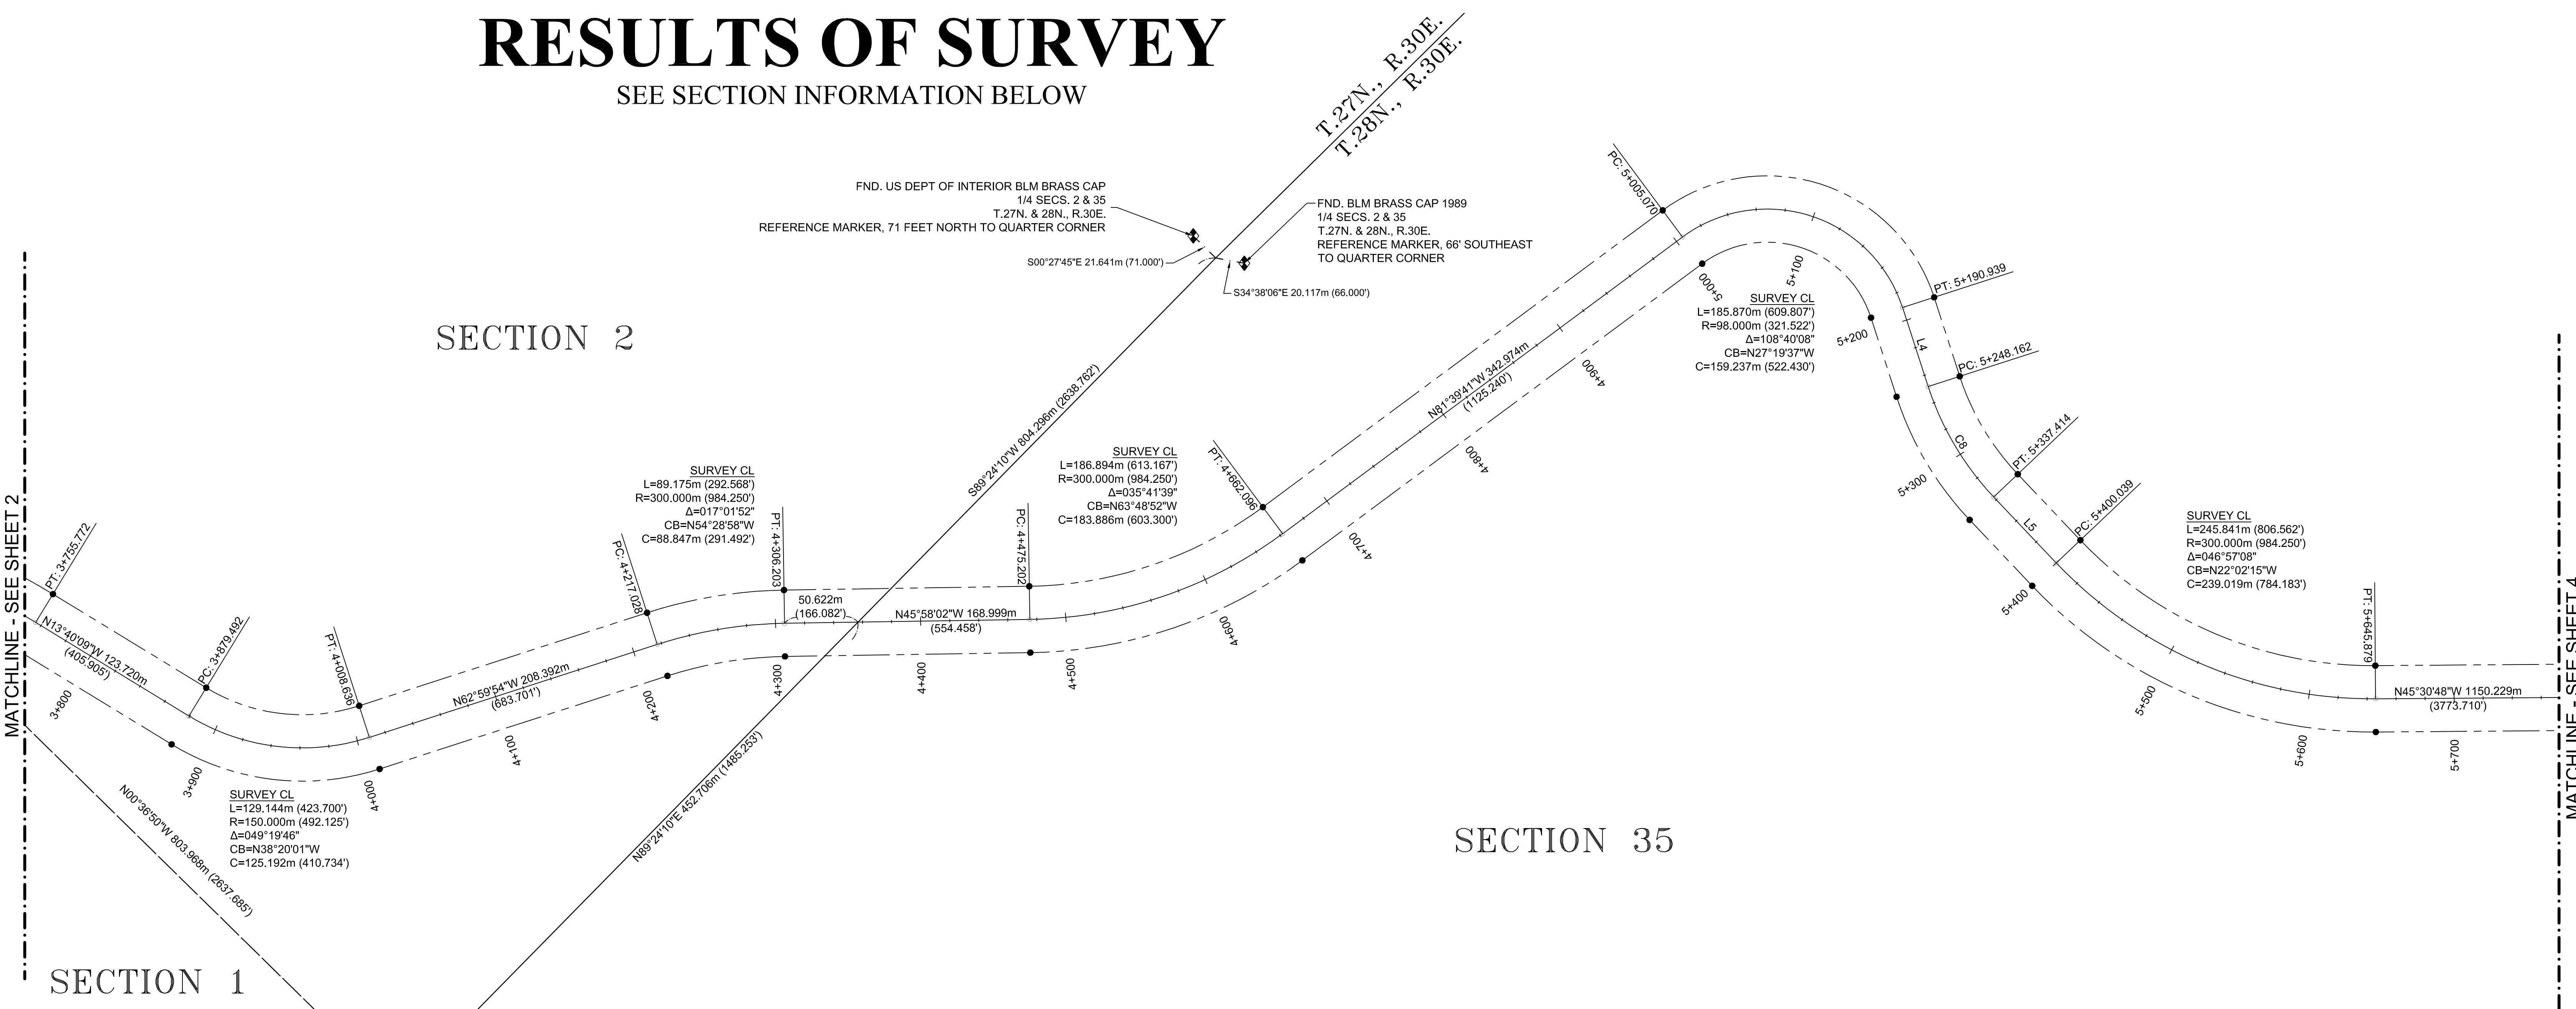 RESULTS OF SURVEY
SEE SECTION INFORMATION BELOW
T.27N., R.30E.
T.28N., R.30E.
FND. US DEPT OF INTERIOR BLM BRASS CAP
1/4 SECS. 2 & 35
T.27N. & 28N., R.30E.
REFERENCE MARKER, 71 FEET NORTH TO QUARTER CORNER
S00°27'45"E 21.641m (71.000')
FND. BLM BRASS CAP 1989
1/4 SECS. 2 & 35
T.27N. & 28N., R.30E.
REFERENCE MARKER, 66' SOUTHEAST
TO QUARTER CORNER
S34°38'06"E 20.117m (66.000')
SECTION 2
MATCHLINE - SEE SHEET 2
PT: 3+755.772
N13°40'09"W 123.720m
(405.905')
3+800
PC: 3+879.492
3+900
SURVEY CL
L=129.144m (423.700')
R=150.000m (492.125')
Δ=049°19'46"
CB=N38°20'01"W
C=125.192m (410.734')
N00°36'50"W 803.968m (2637.685')
SECTION 1
PT: 4+008.636
4+000
N62°59'54"W 208.392m
(683.701')
4+100
PC: 4+217.028
4+200
SURVEY CL
L=89.175m (292.568')
R=300.000m (984.250')
Δ=017°01'52"
CB=N54°28'58"W
C=88.847m (291.492')
PT: 4+306.203
4+300
50.622m
(166.082')
S89°24'10"W 804.296m (2638.762')
N89°24'10"E 452.706m (1485.253')
N45°58'02"W 168.999m
(554.458')
4+400
PC: 4+475.202
4+500
SURVEY CL
L=186.894m (613.167')
R=300.000m (984.250')
Δ=035°41'39"
CB=N63°48'52"W
C=183.886m (603.300')
4+600
PT: 4+662.096
4+700
N81°39'41"W 342.974m
(1125.240')
4+800
4+900
PC: 5+005.070
5+000
5+100
SURVEY CL
L=185.870m (609.807')
R=98.000m (321.522')
Δ=108°40'08"
CB=N27°19'37"W
C=159.237m (522.430')
PT: 5+190.939
5+200
L4
PC: 5+248.162
C8
5+300
PT: 5+337.414
L5
PC: 5+400.039
5+400
SURVEY CL
L=245.841m (806.562')
R=300.000m (984.250')
Δ=046°57'08"
CB=N22°02'15"W
C=239.019m (784.183')
5+500
5+600
PT: 5+645.879
N45°30'48"W 1150.229m
(3773.710')
5+700
SECTION 35
MATCHLINE - SEE SHEET 4